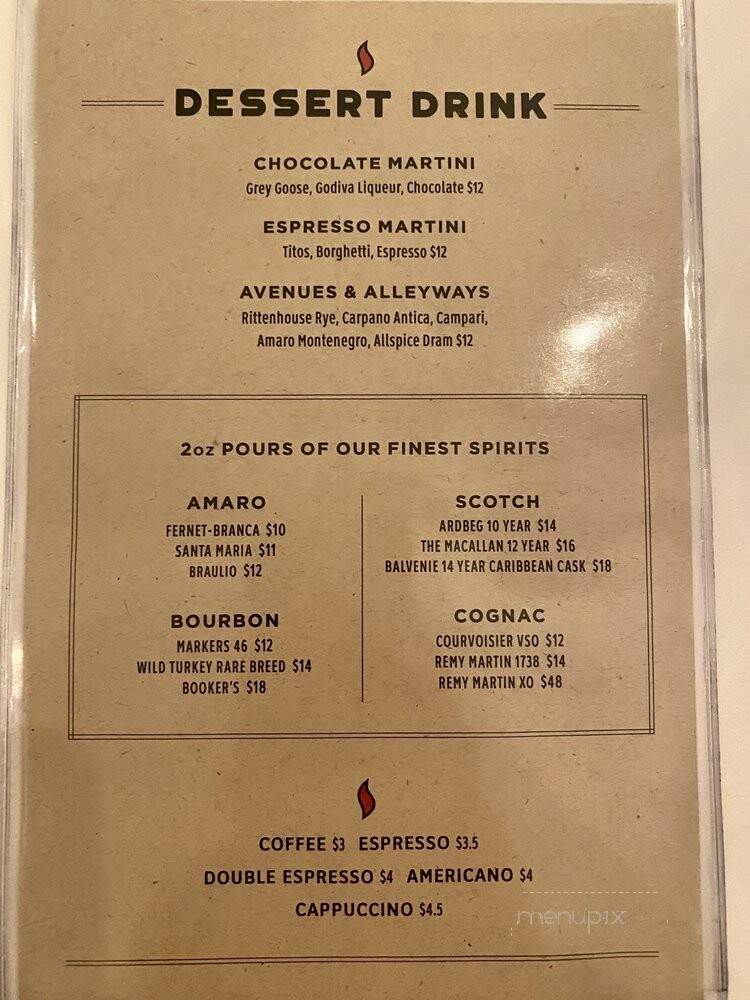 DESSERT DRINK
CHOCOLATE MARTINI
Grey Goose, Godiva Liqueur, Chocolate $12
ESPRESSO MARTINI
Titos, Borghetti, Espresso $12
AVENUES & ALLEYWAYS
Rittenhouse Rye, Carpano Antica, Campari,
Amaro Montenegro, Allspice Dram $12
2oz POURS OF OUR FINEST SPIRITS
AMARO
FERNET-BRANCA $10
SANTA MARIA $11
BRAULIO $12
BOURBON
MARKERS 46 $12
WILD TURKEY RARE BREED $14
BOOKER'S $18
SCOTCH
ARDBEG 10 YEAR $14
THE MACALLAN 12 YEAR $16
BALVENIE 14 YEAR CARIBBEAN CASK $18
COGNAC
COURVOISIER VSO $12
REMY MARTIN 1738 $14
REMY MARTIN XO $48
COFFEE $3 ESPRESSO $3.5
DOUBLE ESPRESSO $4 AMERICANO $4
CAPPUCCINO $4.5
menupix